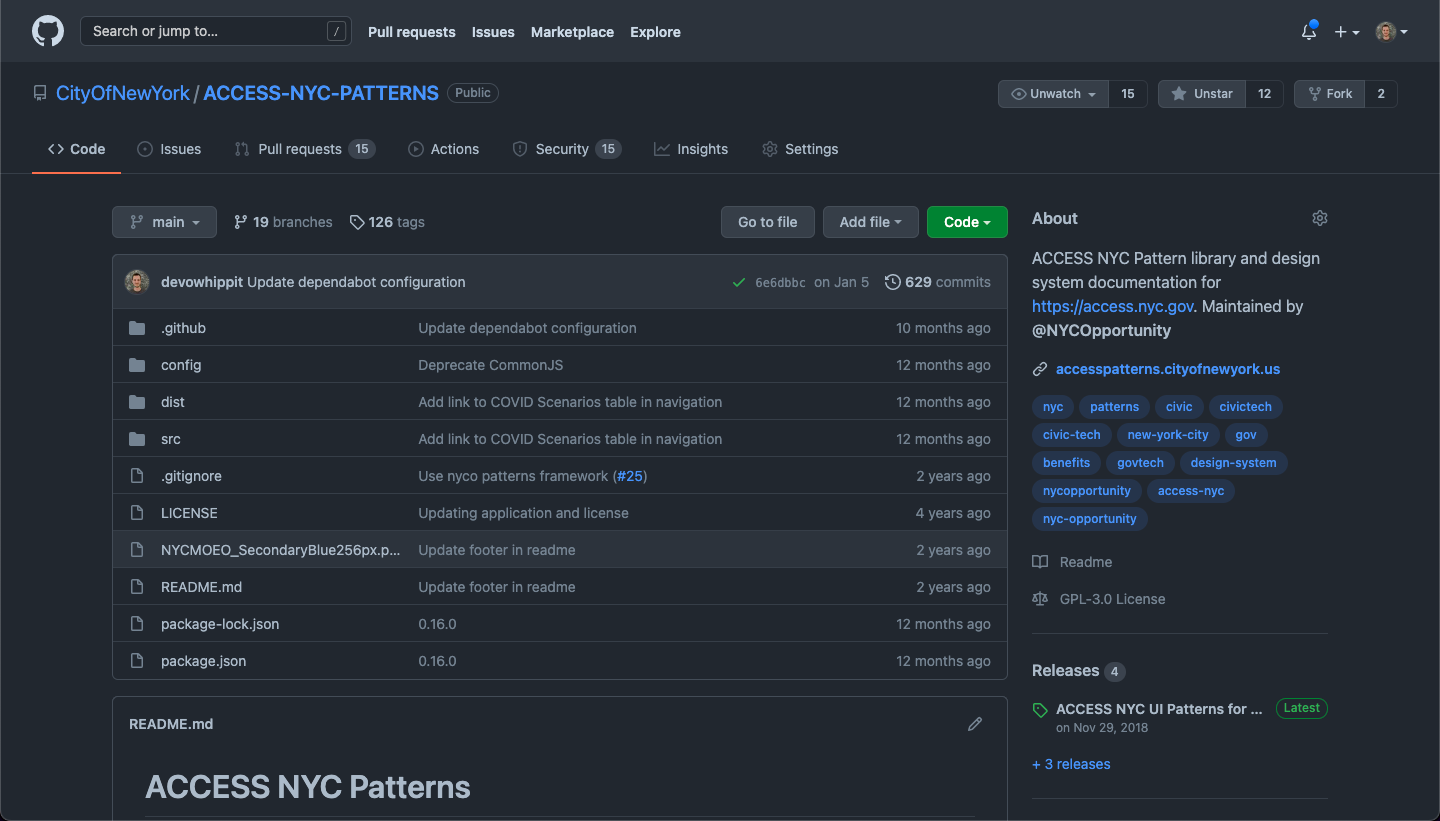 Search or jump to... /
Pull requests Issues Marketplace Explore
CityOfNewYork / ACCESS-NYC-PATTERNS Public
Unwatch 15 Unstar 12 Fork 2
Code Issues Pull requests 15 Actions Security 15 Insights Settings
main 19 branches 126 tags Go to file Add file Code
devowhippit Update dependabot configuration 6e6dbbc on Jan 5 629 commits
.github Update dependabot configuration 10 months ago
config Deprecate CommonJS 12 months ago
dist Add link to COVID Scenarios table in navigation 12 months ago
src Add link to COVID Scenarios table in navigation 12 months ago
.gitignore Use nyco patterns framework (#25) 2 years ago
LICENSE Updating application and license 4 years ago
NYCMOEO_SecondaryBlue256px.p... Update footer in readme 2 years ago
README.md Update footer in readme 2 years ago
package-lock.json 0.16.0 12 months ago
package.json 0.16.0 12 months ago
README.md
ACCESS NYC Patterns
About
ACCESS NYC Pattern library and design
system documentation for
https://access.nyc.gov. Maintained by
@NYCOpportunity
accesspatterns.cityofnewyork.us
nyc patterns civic civictech
civic-tech new-york-city gov
benefits govtech design-system
nycopportunity access-nyc
nyc-opportunity
Readme
GPL-3.0 License
Releases 4
ACCESS NYC UI Patterns for ... Latest
on Nov 29, 2018
+ 3 releases